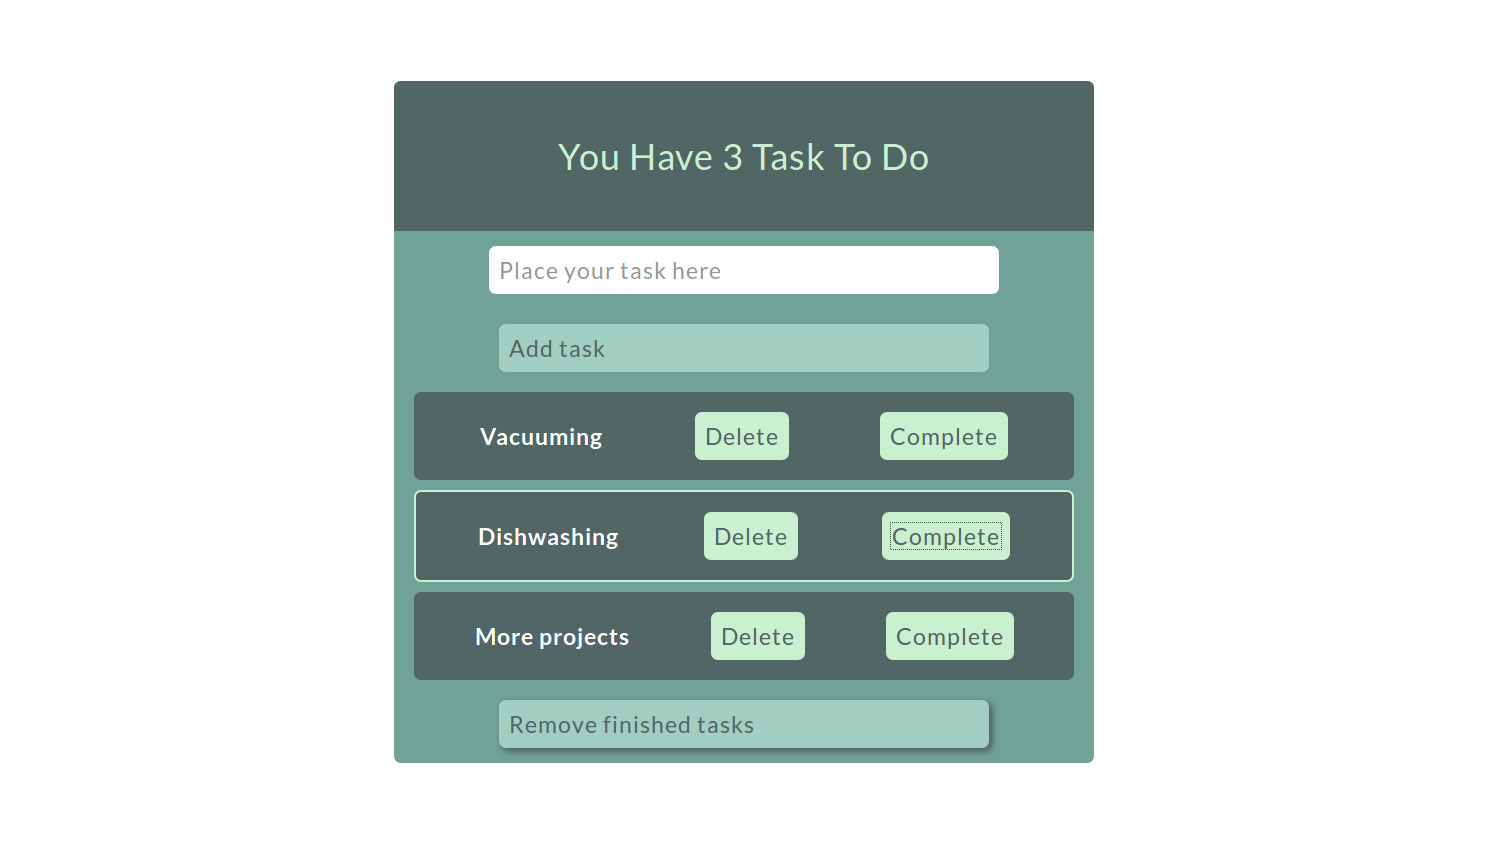 You Have 3 Task To Do
Place your task here
Add task
Vacuuming Delete Complete
Dishwashing Delete Complete
More projects Delete Complete
Remove finished tasks